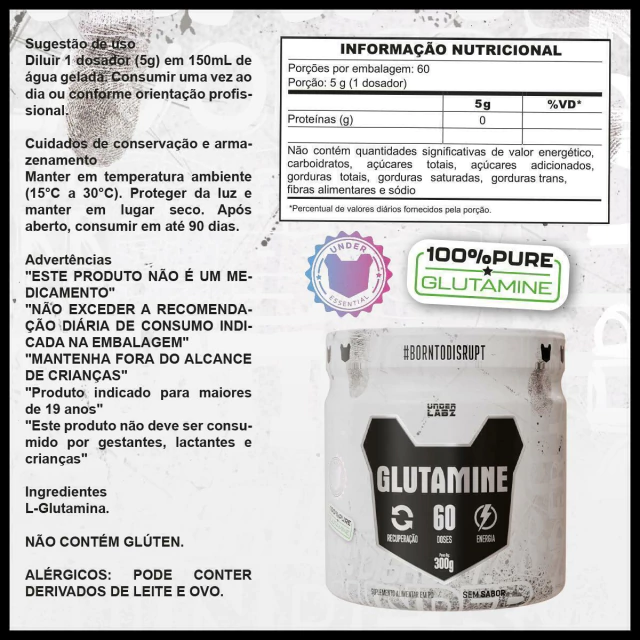 Sugestão de uso
Diluir 1 dosador (5g) em 150mL de
água gelada. Consumir uma vez ao
dia ou conforme orientação profis-
sional.
Cuidados de conservação e arma-
zenamento
Manter em temperatura ambiente
(15°C a 30°C). Proteger da luz e
manter em lugar seco. Após
aberto, consumir em até 90 dias.
Advertências
"ESTE PRODUTO NÃO É UM ME-
DICAMENTO"
"NÃO EXCEDER A RECOMENDA-
ÇÃO DIÁRIA DE CONSUMO INDI-
CADA NA EMBALAGEM"
"MANTENHA FORA DO ALCANCE
DE CRIANÇAS"
"Produto indicado para maiores
de 19 anos"
"Este produto não deve ser consu-
mido por gestantes, lactantes e
crianças"
Ingredientes
L-Glutamina.
NÃO CONTÉM GLÚTEN.
ALÉRGICOS: PODE CONTER
DERIVADOS DE LEITE E OVO.
INFORMAÇÃO NUTRICIONAL
Porções por embalagem: 60
Porção: 5 g (1 dosador)
5g %VD*
Proteínas (g) 0
Não contém quantidades significativas de valor energético,
carboidratos, açúcares totais, açúcares adicionados,
gorduras totais, gorduras saturadas, gorduras trans,
fibras alimentares e sódio
*Percentual de valores diários fornecidos pela porção.
UNDER
ESSENTIAL
100%PURE
GLUTAMINE
#BORNTODISRUPT
UNDER
LABZ
GLUTAMINE
RECUPERAÇÃO
60
DOSES
ENERGIA
Peso líq.
300g
100%PURE
SUPLEMENTO ALIMENTAR EM PÓ
SEM SABOR